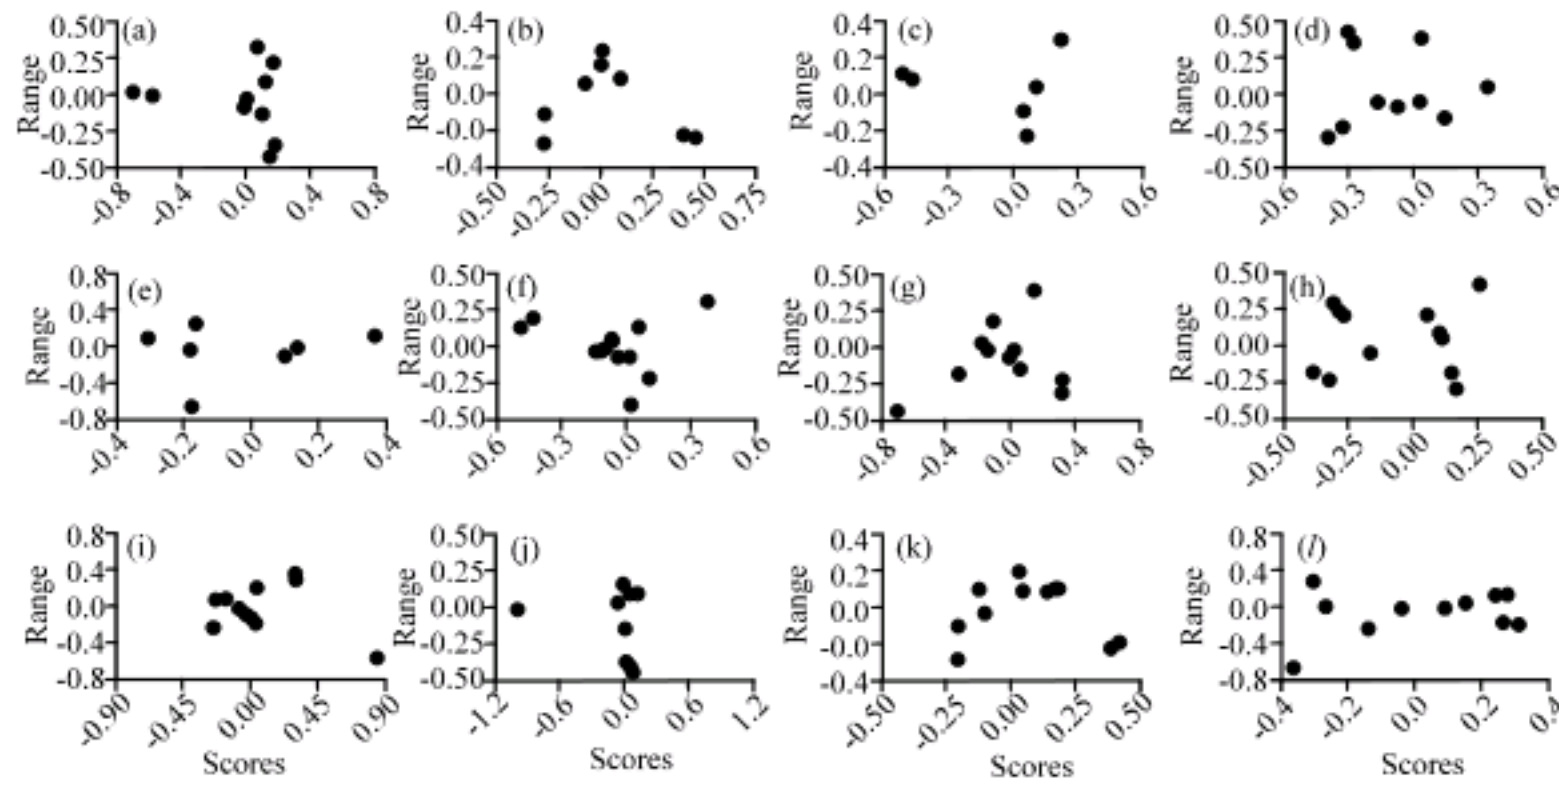 (a)
Range
0.50
0.25
0.00
-0.25
-0.50
-0.8 -0.4 0.0 0.4 0.8
(b)
Range
0.4
0.2
0.0
-0.0
-0.4
-0.50 -0.25 0.00 0.25 0.50 0.75
(c)
Range
0.4
0.2
0.0
-0.2
-0.4
-0.6 -0.3 0.0 0.3 0.6
(d)
Range
0.50
0.25
0.00
-0.25
-0.50
-0.6 -0.3 0.0 0.3 0.6
(e)
Range
0.8
0.4
0.0
-0.4
-0.8
-0.4 -0.2 0.0 0.2 0.4
(f)
Range
0.50
0.25
0.00
-0.25
-0.50
-0.6 -0.3 0.0 0.3 0.6
(g)
Range
0.50
0.25
0.00
-0.25
-0.50
-0.8 -0.4 0.0 0.4 0.8
(h)
Range
0.50
0.25
0.00
-0.25
-0.50
-0.50 -0.25 0.00 0.25 0.50
(i)
Range
0.8
0.4
0.0
-0.4
-0.8
-0.90 -0.45 0.00 0.45 0.90
Scores
(j)
Range
0.50
0.25
0.00
-0.25
-0.50
-1.2 -0.6 0.0 0.6 1.2
Scores
(k)
Range
0.4
0.2
0.0
-0.0
-0.4
-0.50 -0.25 0.00 0.25 0.50
Scores
(l)
Range
0.8
0.4
0.0
-0.4
-0.8
-0.4 -0.2 0.0 0.2 0.4
Scores